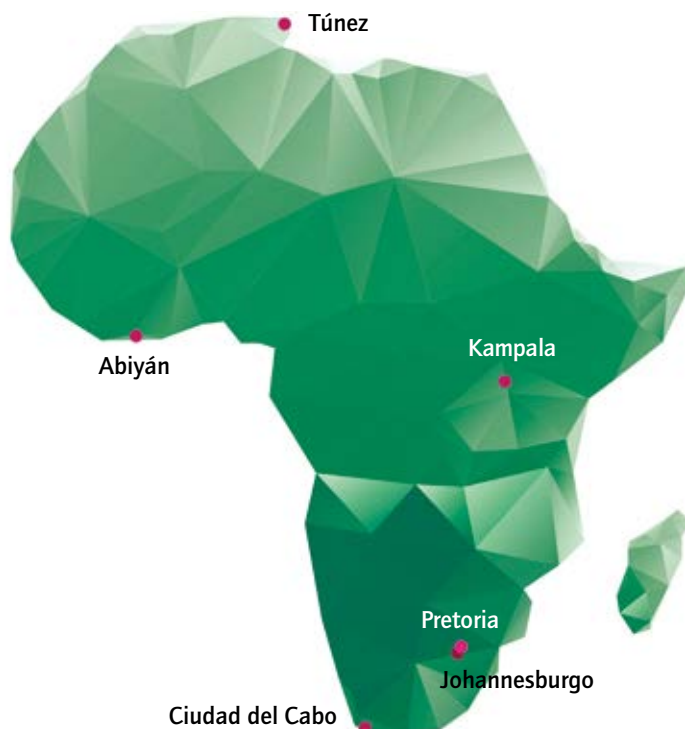 Túnez
Abiyán
Kampala
Pretoria
Johannesburgo
Ciudad del Cabo